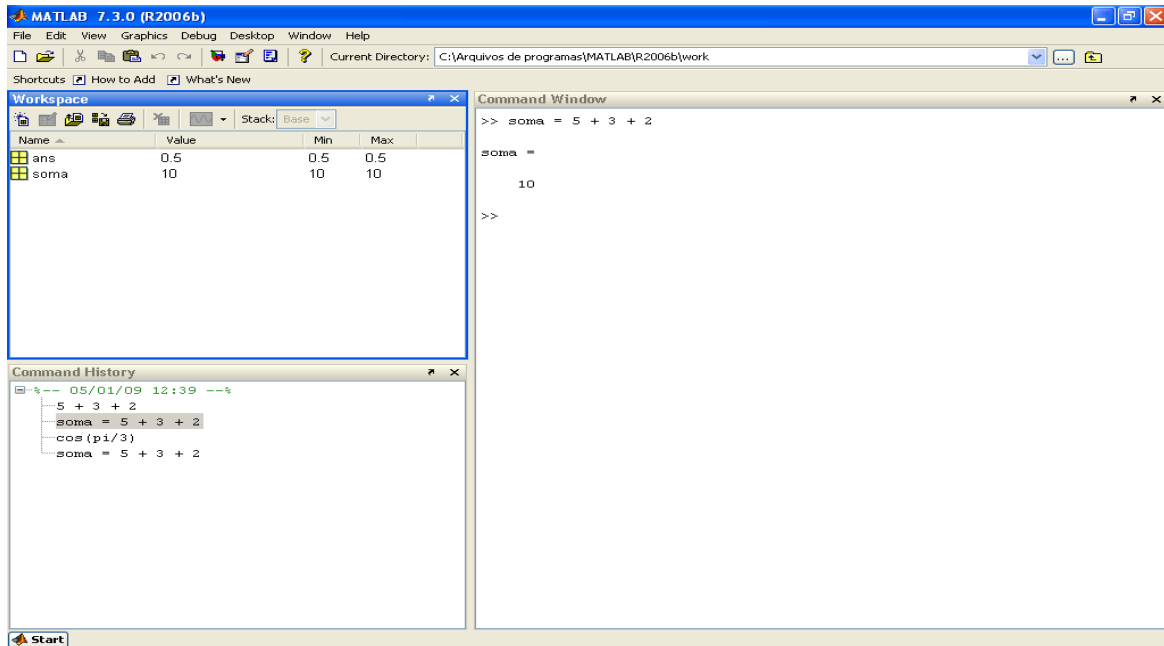 MATLAB 7.3.0 (R2006b)
File Edit View Graphics Debug Desktop Window Help
Current Directory: C:\Arquivos de programas\MATLAB\R2006b\work
Shortcuts How to Add What's New
Workspace
Stack: Base
Name Value Min Max
ans 0.5 0.5 0.5
soma 10 10 10
Command History
%-- 05/01/09 12:39 --%
5 + 3 + 2
soma = 5 + 3 + 2
cos(pi/3)
soma = 5 + 3 + 2
Command Window
>> soma = 5 + 3 + 2
soma =
10
>>
Start